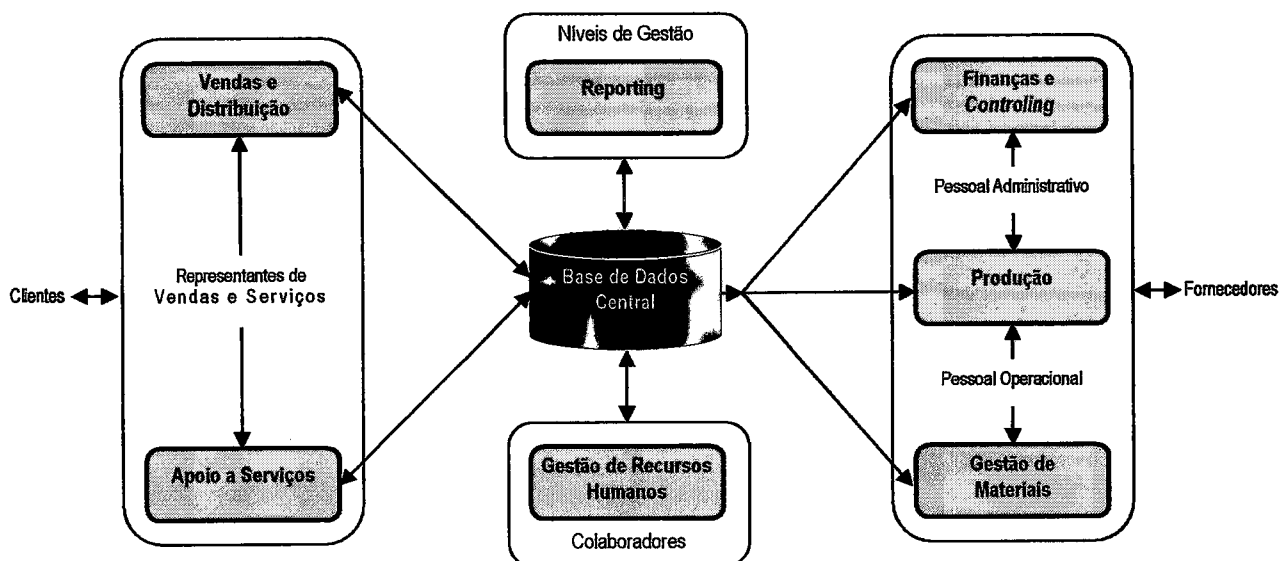 Níveis de Gestão
Reporting
Vendas e
Distribuição
Representantes de
Vendas e Serviços
Apoio a Serviços
Clientes
Base de Dados
Central
Gestão de Recursos
Humanos
Colaboradores
Finanças e
Controling
Pessoal Administrativo
Produção
Pessoal Operacional
Gestão de
Materiais
Fornecedores